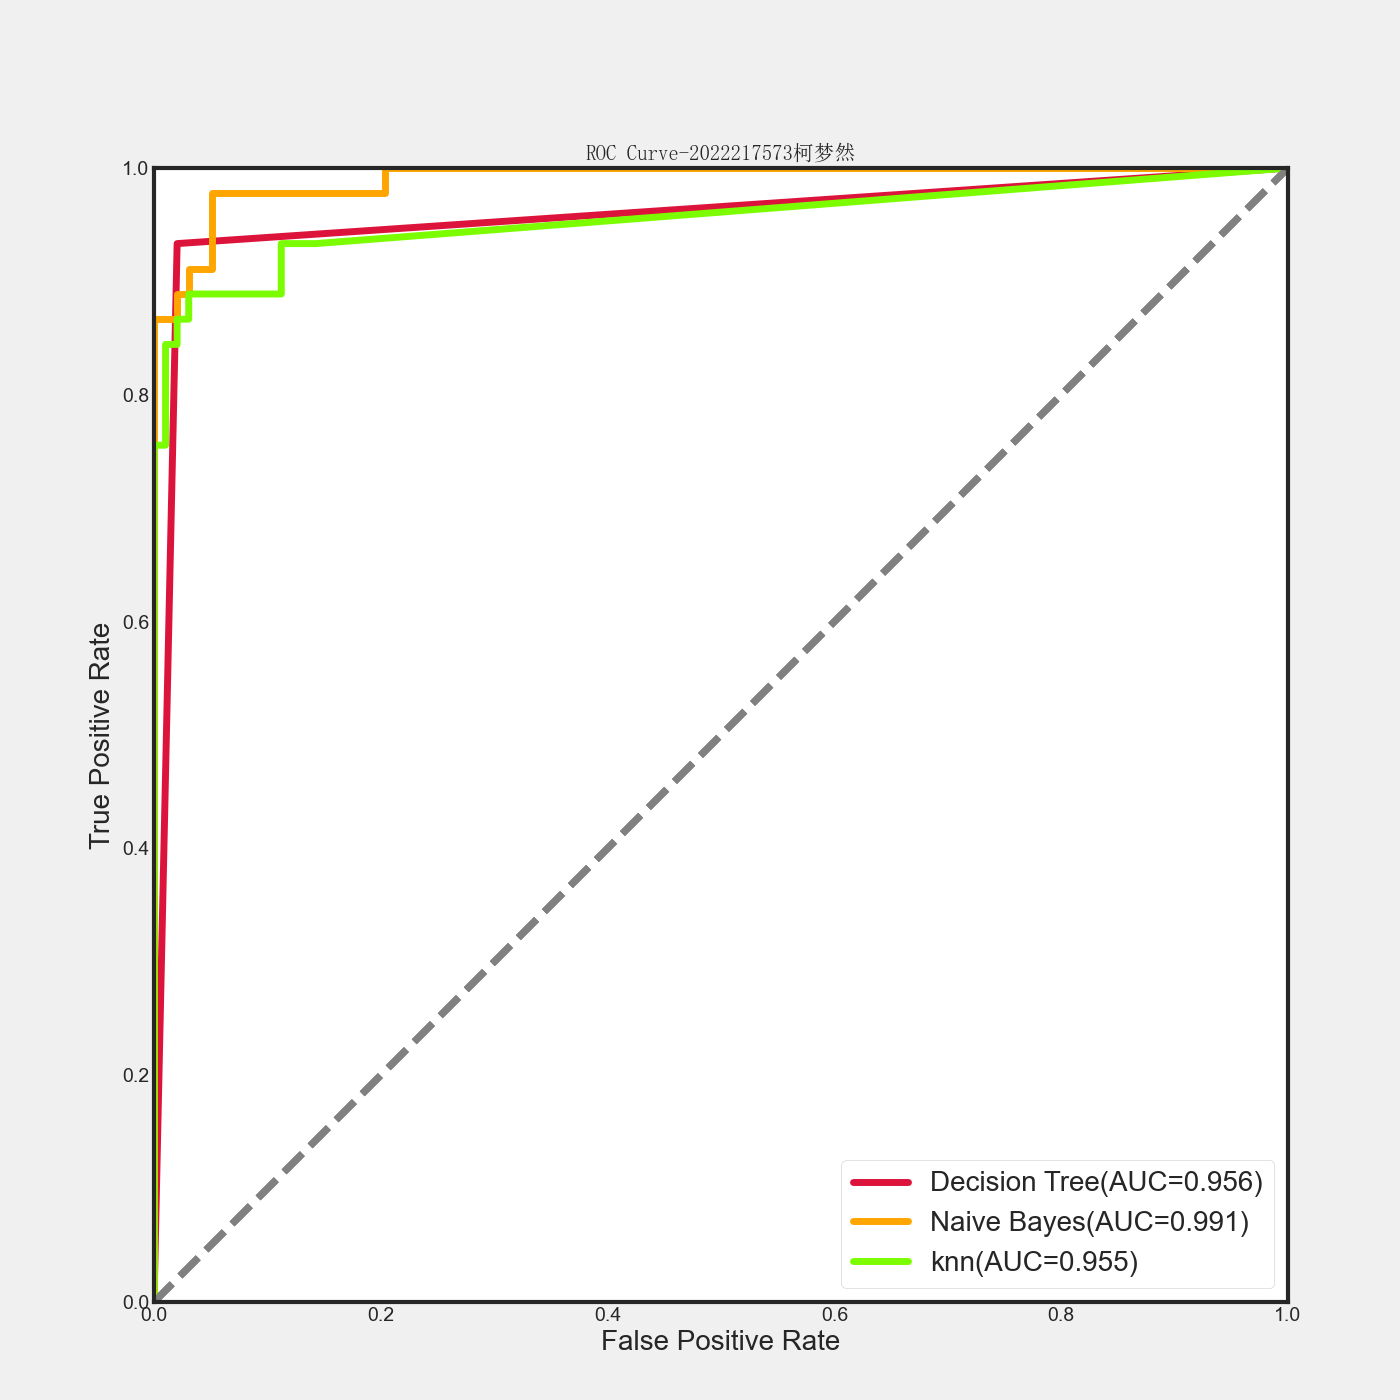 ROC Curve-2022217573柯梦然
1.0
0.8
0.6
0.4
0.2
0.0
True Positive Rate
Decision Tree(AUC=0.956)
Naive Bayes(AUC=0.991)
knn(AUC=0.955)
0.0 0.2 0.4 0.6 0.8 1.0
False Positive Rate